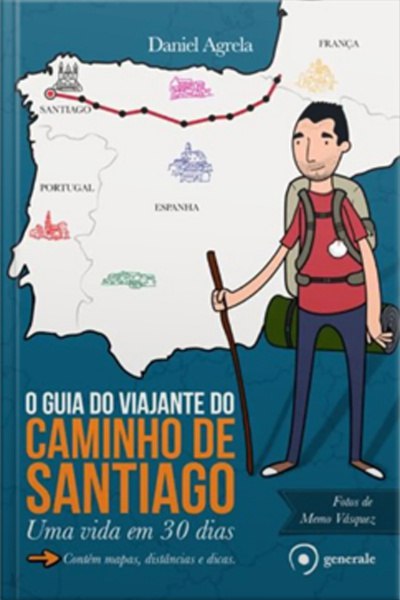 Daniel Agrela
FRANÇA
SANTIAGO
PORTUGAL
ESPANHA
O GUIA DO VIAJANTE DO
CAMINHO DE
SANTIAGO
Uma vida em 30 dias
Contém mapas, distâncias e dicas.
Fotos de
Memo Vásquez
generale